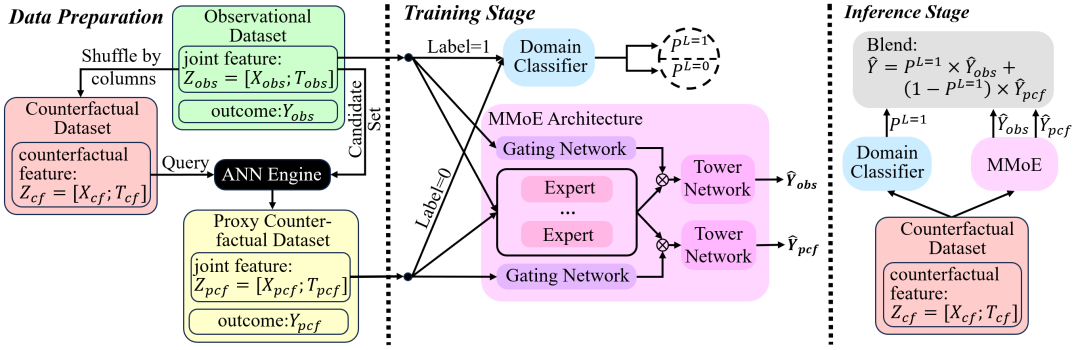 Data Preparation
Observational
Dataset
joint feature:
Z_obs = [X_obs; T_obs]
outcome:Y_obs
Shuffle by
columns
Counterfactual
Dataset
counterfactual
feature:
Z_cf = [X_cf; T_cf]
Query
Candidate
Set
ANN Engine
Proxy Counter-
factual Dataset
joint feature:
Z_pcf = [X_pcf; T_pcf]
outcome:Y_pcf
Training Stage
Label=1
Label=0
Domain
Classifier
P^{L=1}
P^{L=0}
MMoE Architecture
Gating Network
Expert
...
Expert
Gating Network
⊗
⊗
Tower
Network
Tower
Network
Ŷ_obs
Ŷ_pcf
Inference Stage
Blend:
Ŷ = P^{L=1} × Ŷ_obs +
(1 − P^{L=1}) × Ŷ_pcf
P^{L=1}
Ŷ_obs
Ŷ_pcf
Domain
Classifier
MMoE
Counterfactual
Dataset
counterfactual
feature:
Z_cf = [X_cf; T_cf]